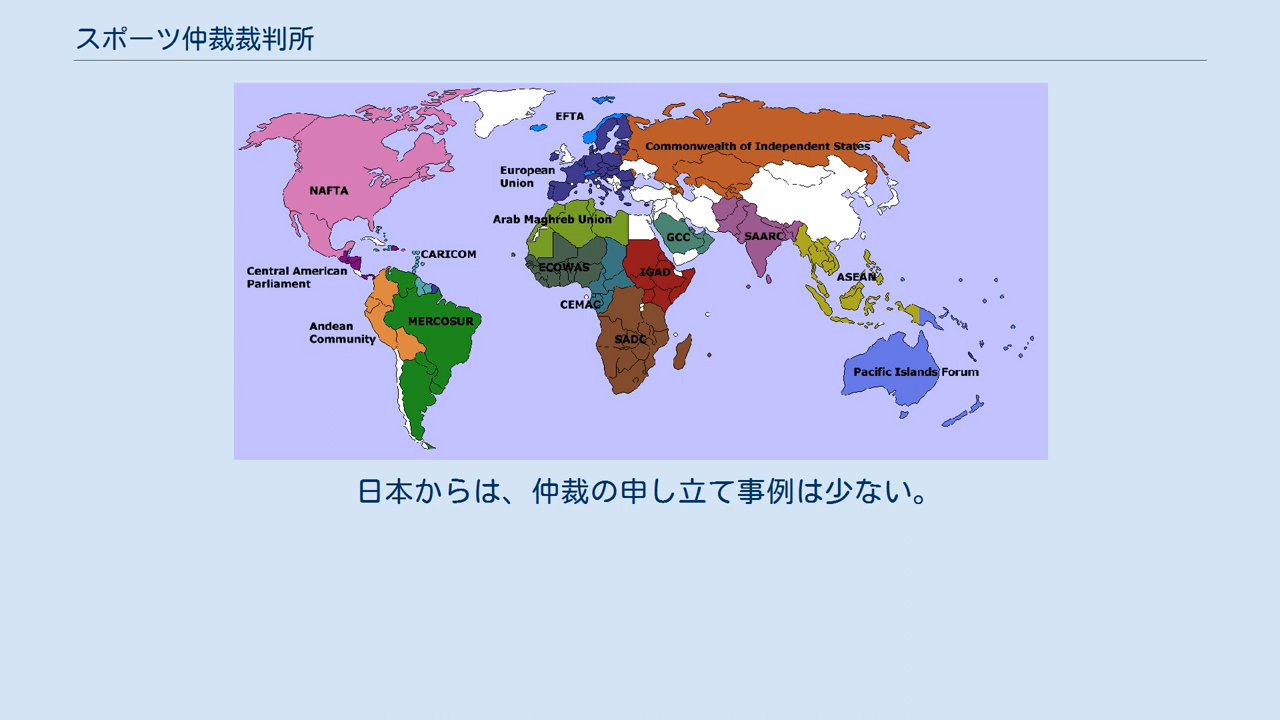 スポーツ仲裁裁判所
EFTA
Commonwealth of Independent States
European
Union
NAFTA
Arab Maghreb Union
GCC
SAARC
CARICOM
Central American
Parliament
ECOWAS
IGAD
ASEAN
CEMAC
MERCOSUR
Andean
Community
SADC
Pacific Islands Forum
日本からは、仲裁の申し立て事例は少ない。